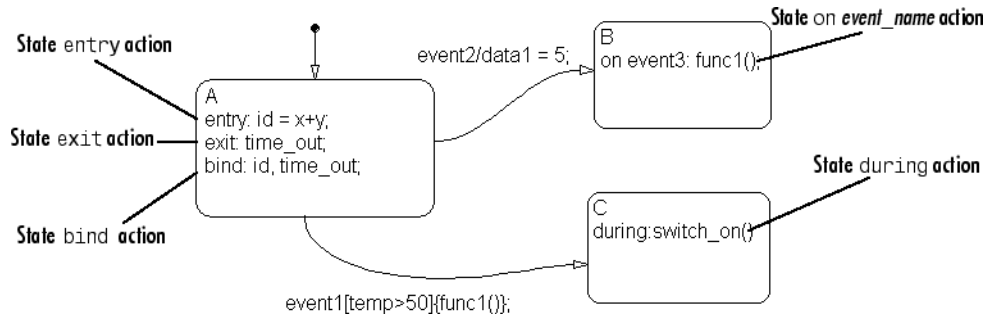 State on event_name action
State entry action
event2/data1 = 5;
B
on event3: func1();
A
entry: id = x+y;
exit: time_out;
bind: id, time_out;
State exit action
State during action
C
during:switch_on()
State bind action
event1[temp>50]{func1()};